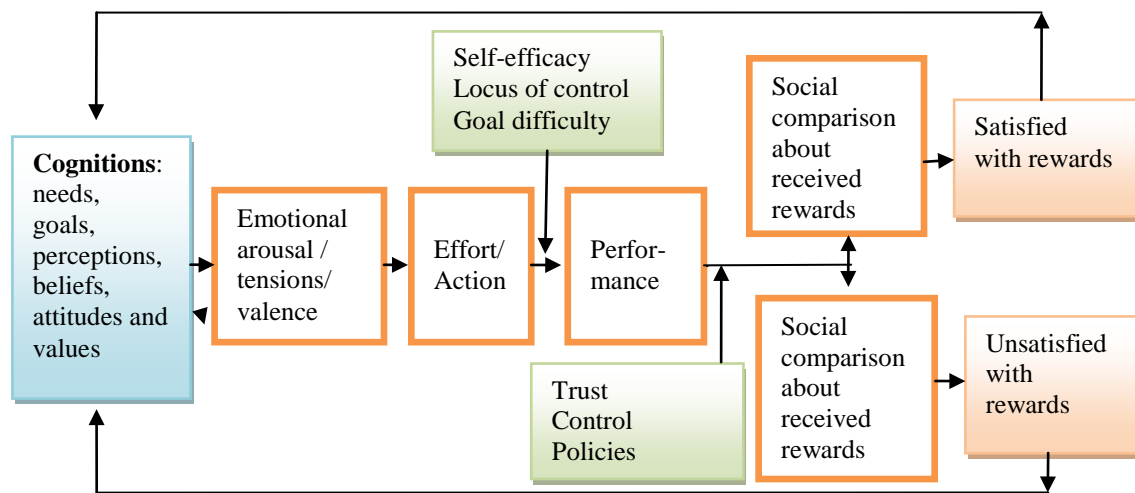 Self-efficacy
Locus of control
Goal difficulty
Social
comparison
about
received
rewards
Satisfied
with rewards
Cognitions:
needs,
goals,
perceptions,
beliefs,
attitudes and
values
Emotional
arousal /
tensions/
valence
Effort/
Action
Perfor-
mance
Trust
Control
Policies
Social
comparison
about
received
rewards
Unsatisfied
with
rewards